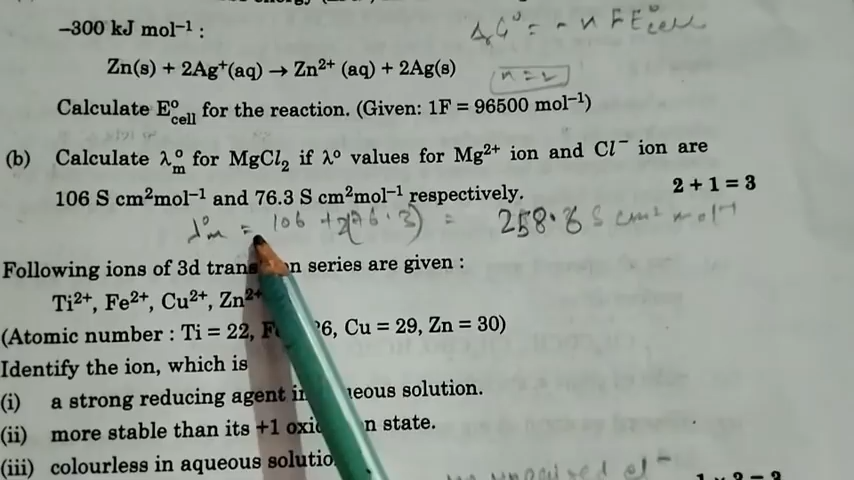 –300 kJ mol⁻¹ :
ΔG° = – n F E°cell
Zn(s) + 2Ag⁺(aq) → Zn²⁺ (aq) + 2Ag(s)
n = 2
Calculate E°cell for the reaction. (Given: 1F = 96500 mol⁻¹)
(b) Calculate λ°m for MgCl₂ if λ° values for Mg²⁺ ion and Cl⁻ ion are
106 S cm²mol⁻¹ and 76.3 S cm²mol⁻¹ respectively.
2 + 1 = 3
λ°m = 106 + 2(76.3) = 258.6 S cm² mol⁻¹
Following ions of 3d series are given :
Ti²⁺, Fe²⁺, Cu²⁺, Zn²⁺
(Atomic number : Ti = 22, F 6, Cu = 29, Zn = 30)
Identify the ion, which is
(i) a strong reducing agent in solution.
(ii) more stable than its +1 state.
(iii) colourless in aqueous solutio
unpaired el⁻